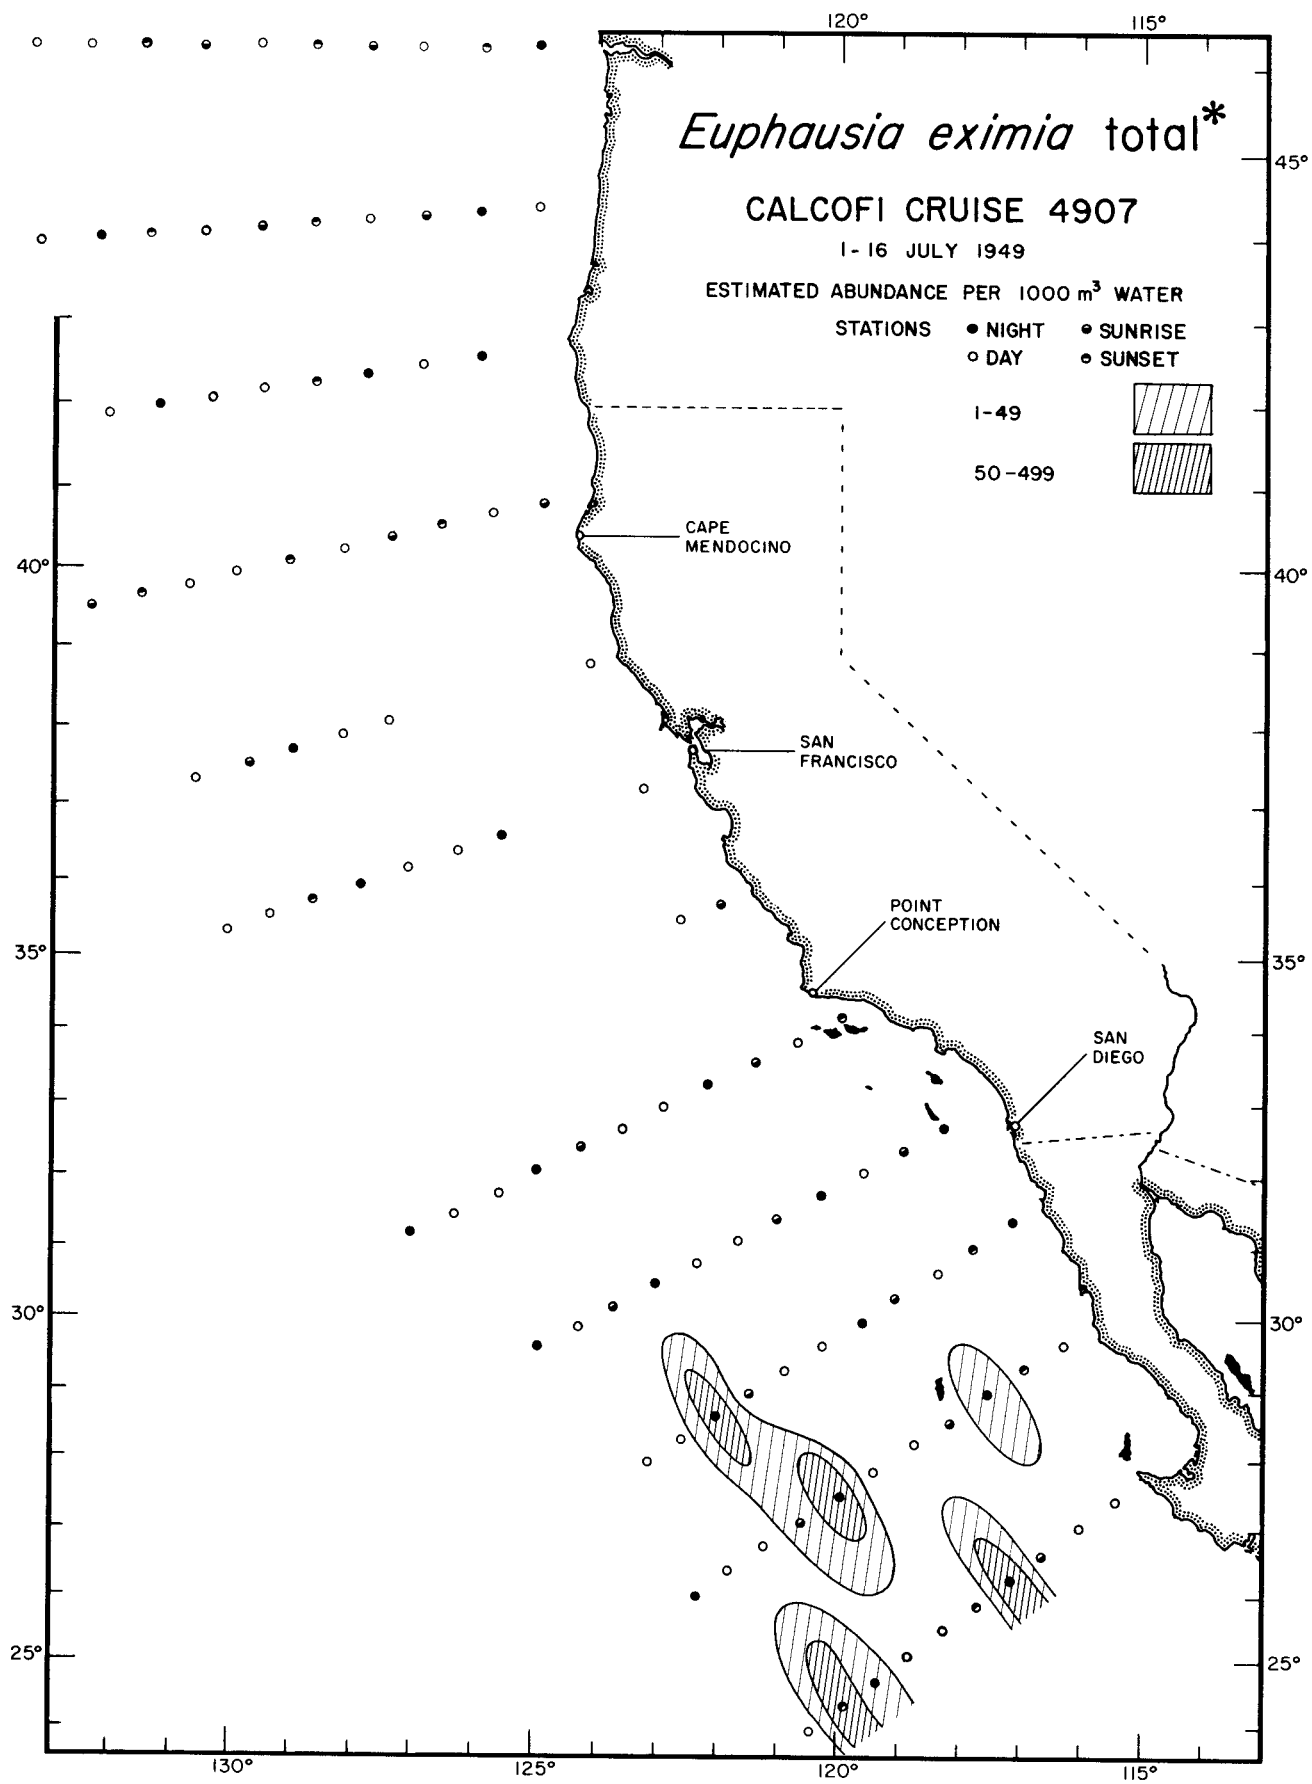 120° 115°
Euphausia eximia total*
45°
CALCOFI CRUISE 4907
1-16 JULY 1949
ESTIMATED ABUNDANCE PER 1000 m³ WATER
STATIONS ● NIGHT ◒ SUNRISE
○ DAY ◓ SUNSET
1-49
50-499
CAPE
MENDOCINO
40° 40°
SAN
FRANCISCO
POINT
CONCEPTION
35° 35°
SAN
DIEGO
30° 30°
25° 25°
130° 125° 120° 115°